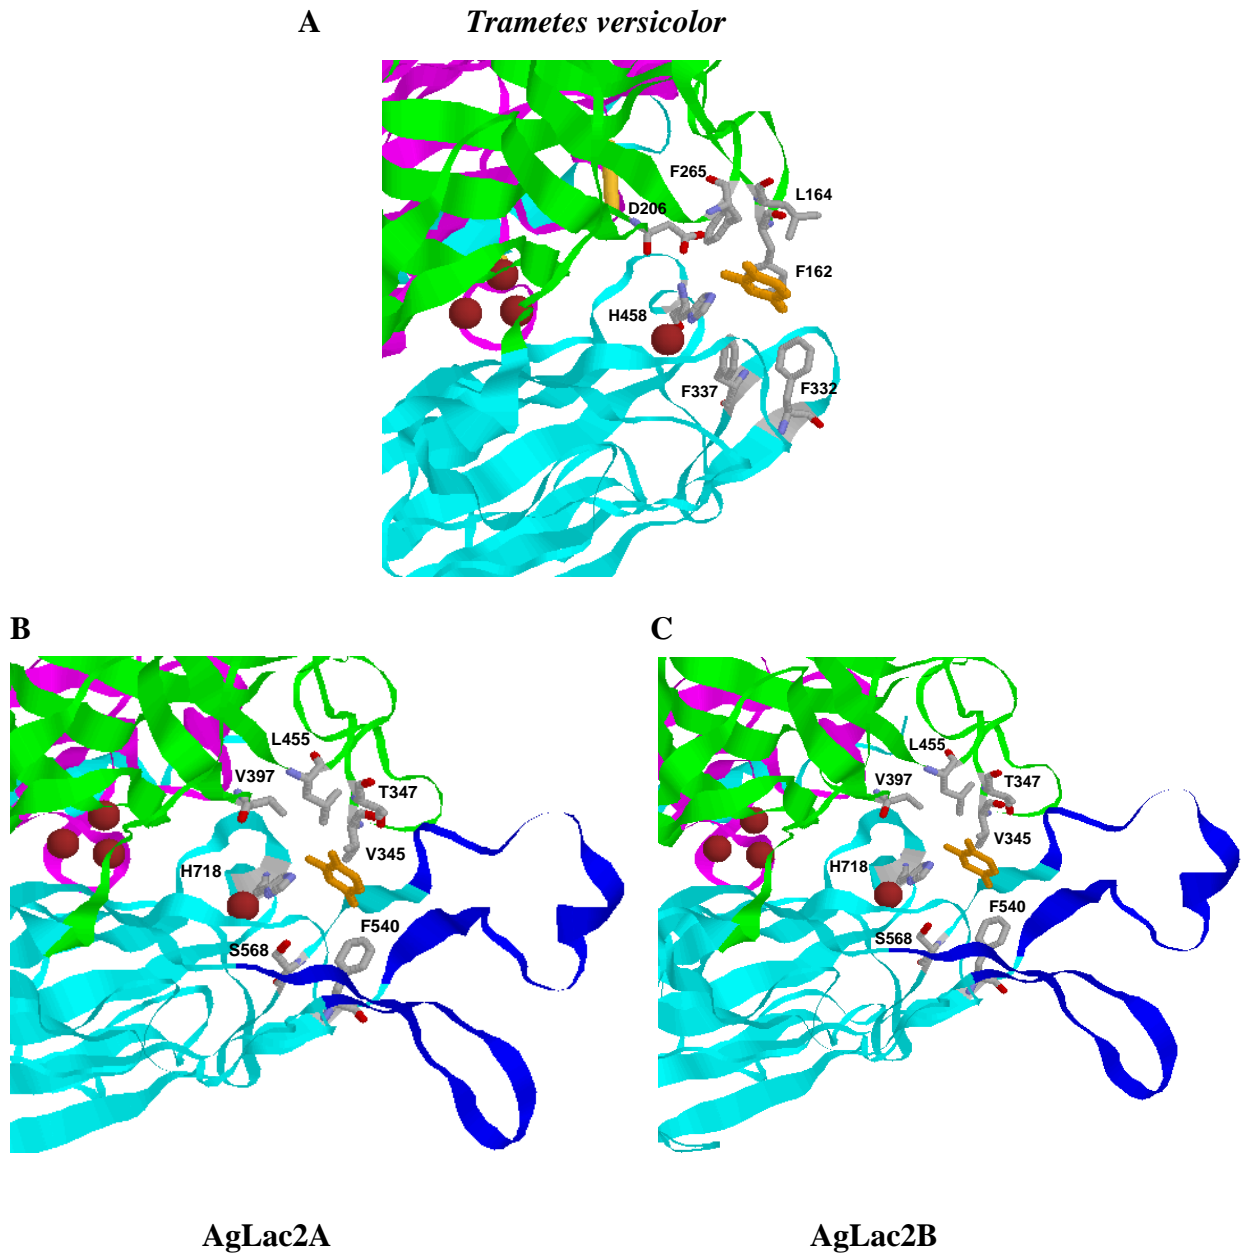 A
Trametes versicolor
F265
L164
D206
F162
H458
F337
F332
B
L455
V397
T347
V345
H718
F540
S568
AgLac2A
C
L455
V397
T347
V345
H718
F540
S568
AgLac2B